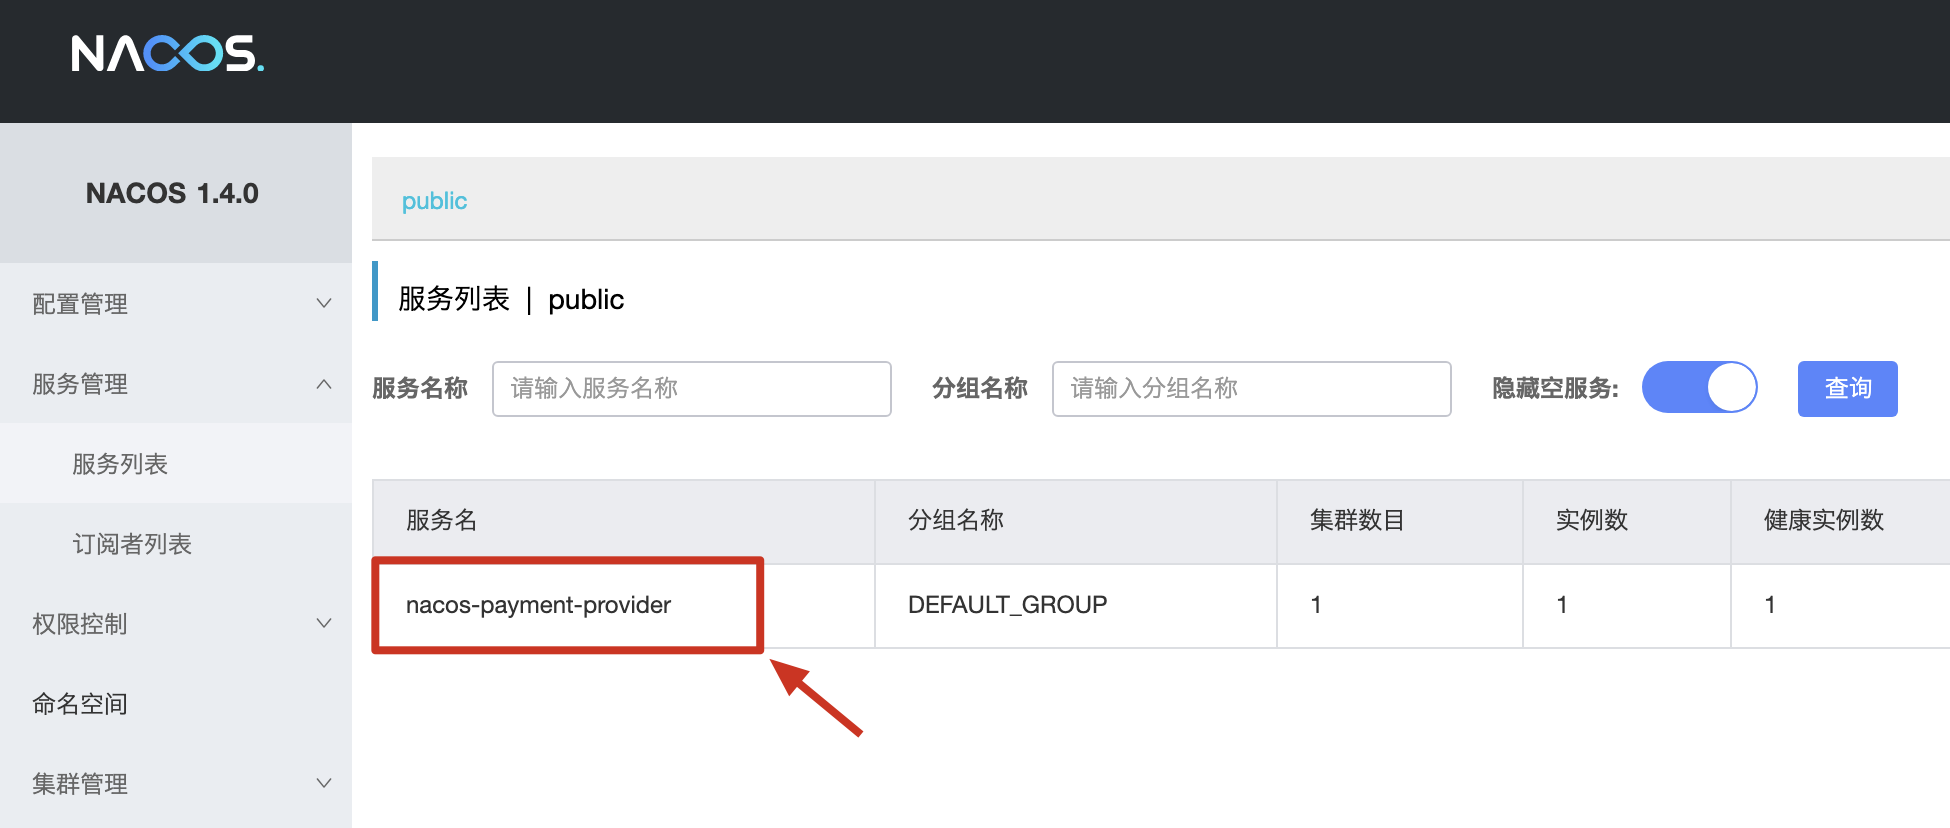 NACOS.
NACOS 1.4.0
配置管理
服务管理
服务列表
订阅者列表
权限控制
命名空间
集群管理
public
服务列表 | public
服务名称 请输入服务名称 分组名称 请输入分组名称 隐藏空服务: 查询
服务名 分组名称 集群数目 实例数 健康实例数
nacos-payment-provider DEFAULT_GROUP 1 1 1